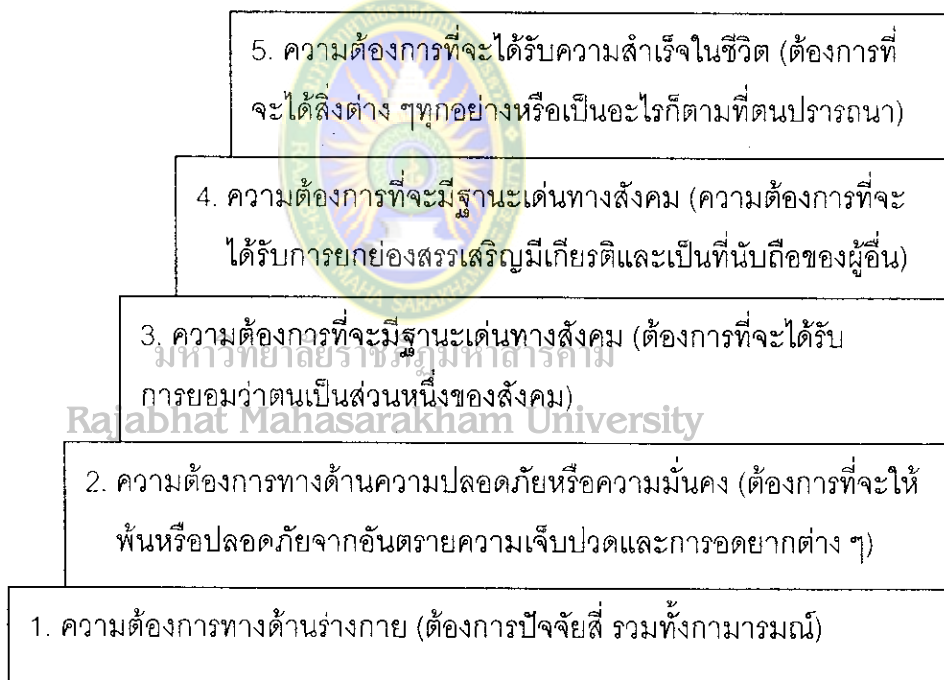 5. ความต้องการที่จะได้รับความสำเร็จในชีวิต (ต้องการที่
จะได้สิ่งต่าง ๆทุกอย่างหรือเป็นอะไรก็ตามที่ตนปรารถนา)
4. ความต้องการที่จะมีฐานะเด่นทางสังคม (ความต้องการที่จะ
ได้รับการยกย่องสรรเสริญมีเกียรติและเป็นที่นับถือของผู้อื่น)
3. ความต้องการที่จะมีฐานะเด่นทางสังคม (ต้องการที่จะได้รับ
มหาวิทยาลัยราชภัฏมหาสารคาม
การยอมว่าตนเป็นส่วนหนึ่งของสังคม)
Rajabhat Mahasarakham University
2. ความต้องการทางด้านความปลอดภัยหรือความมั่นคง (ต้องการที่จะให้
พ้นหรือปลอดภัยจากอันตรายความเจ็บปวดและการอดยากต่าง ๆ)
1. ความต้องการทางด้านร่างกาย (ต้องการปัจจัยสี่ รวมทั้งกามารมณ์)